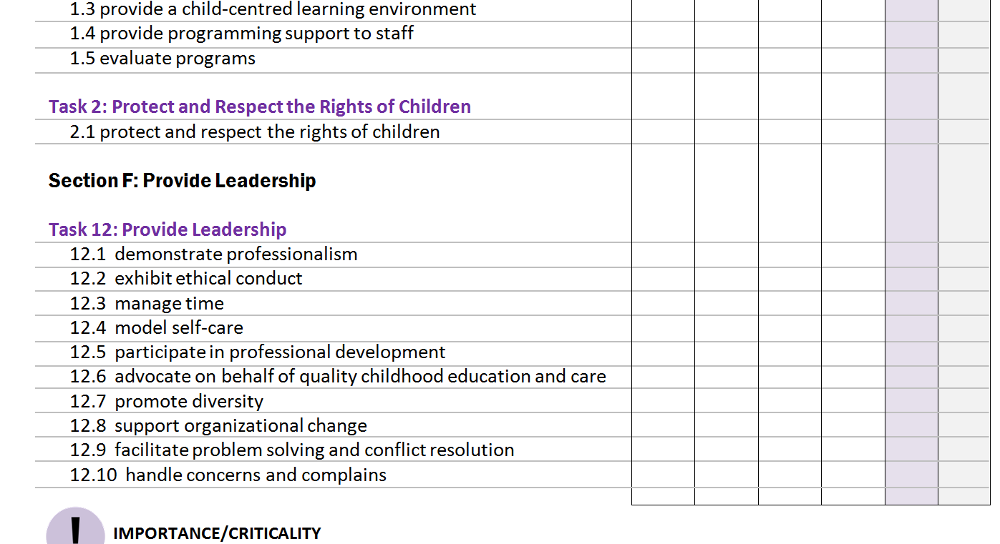 1.3 provide a child-centred learning environment
1.4 provide programming support to staff
1.5 evaluate programs
Task 2: Protect and Respect the Rights of Children
2.1 protect and respect the rights of children
Section F: Provide Leadership
Task 12: Provide Leadership
12.1 demonstrate professionalism
12.2 exhibit ethical conduct
12.3 manage time
12.4 model self-care
12.5 participate in professional development
12.6 advocate on behalf of quality childhood education and care
12.7 promote diversity
12.8 support organizational change
12.9 facilitate problem solving and conflict resolution
12.10 handle concerns and complains
! IMPORTANCE/CRITICALITY